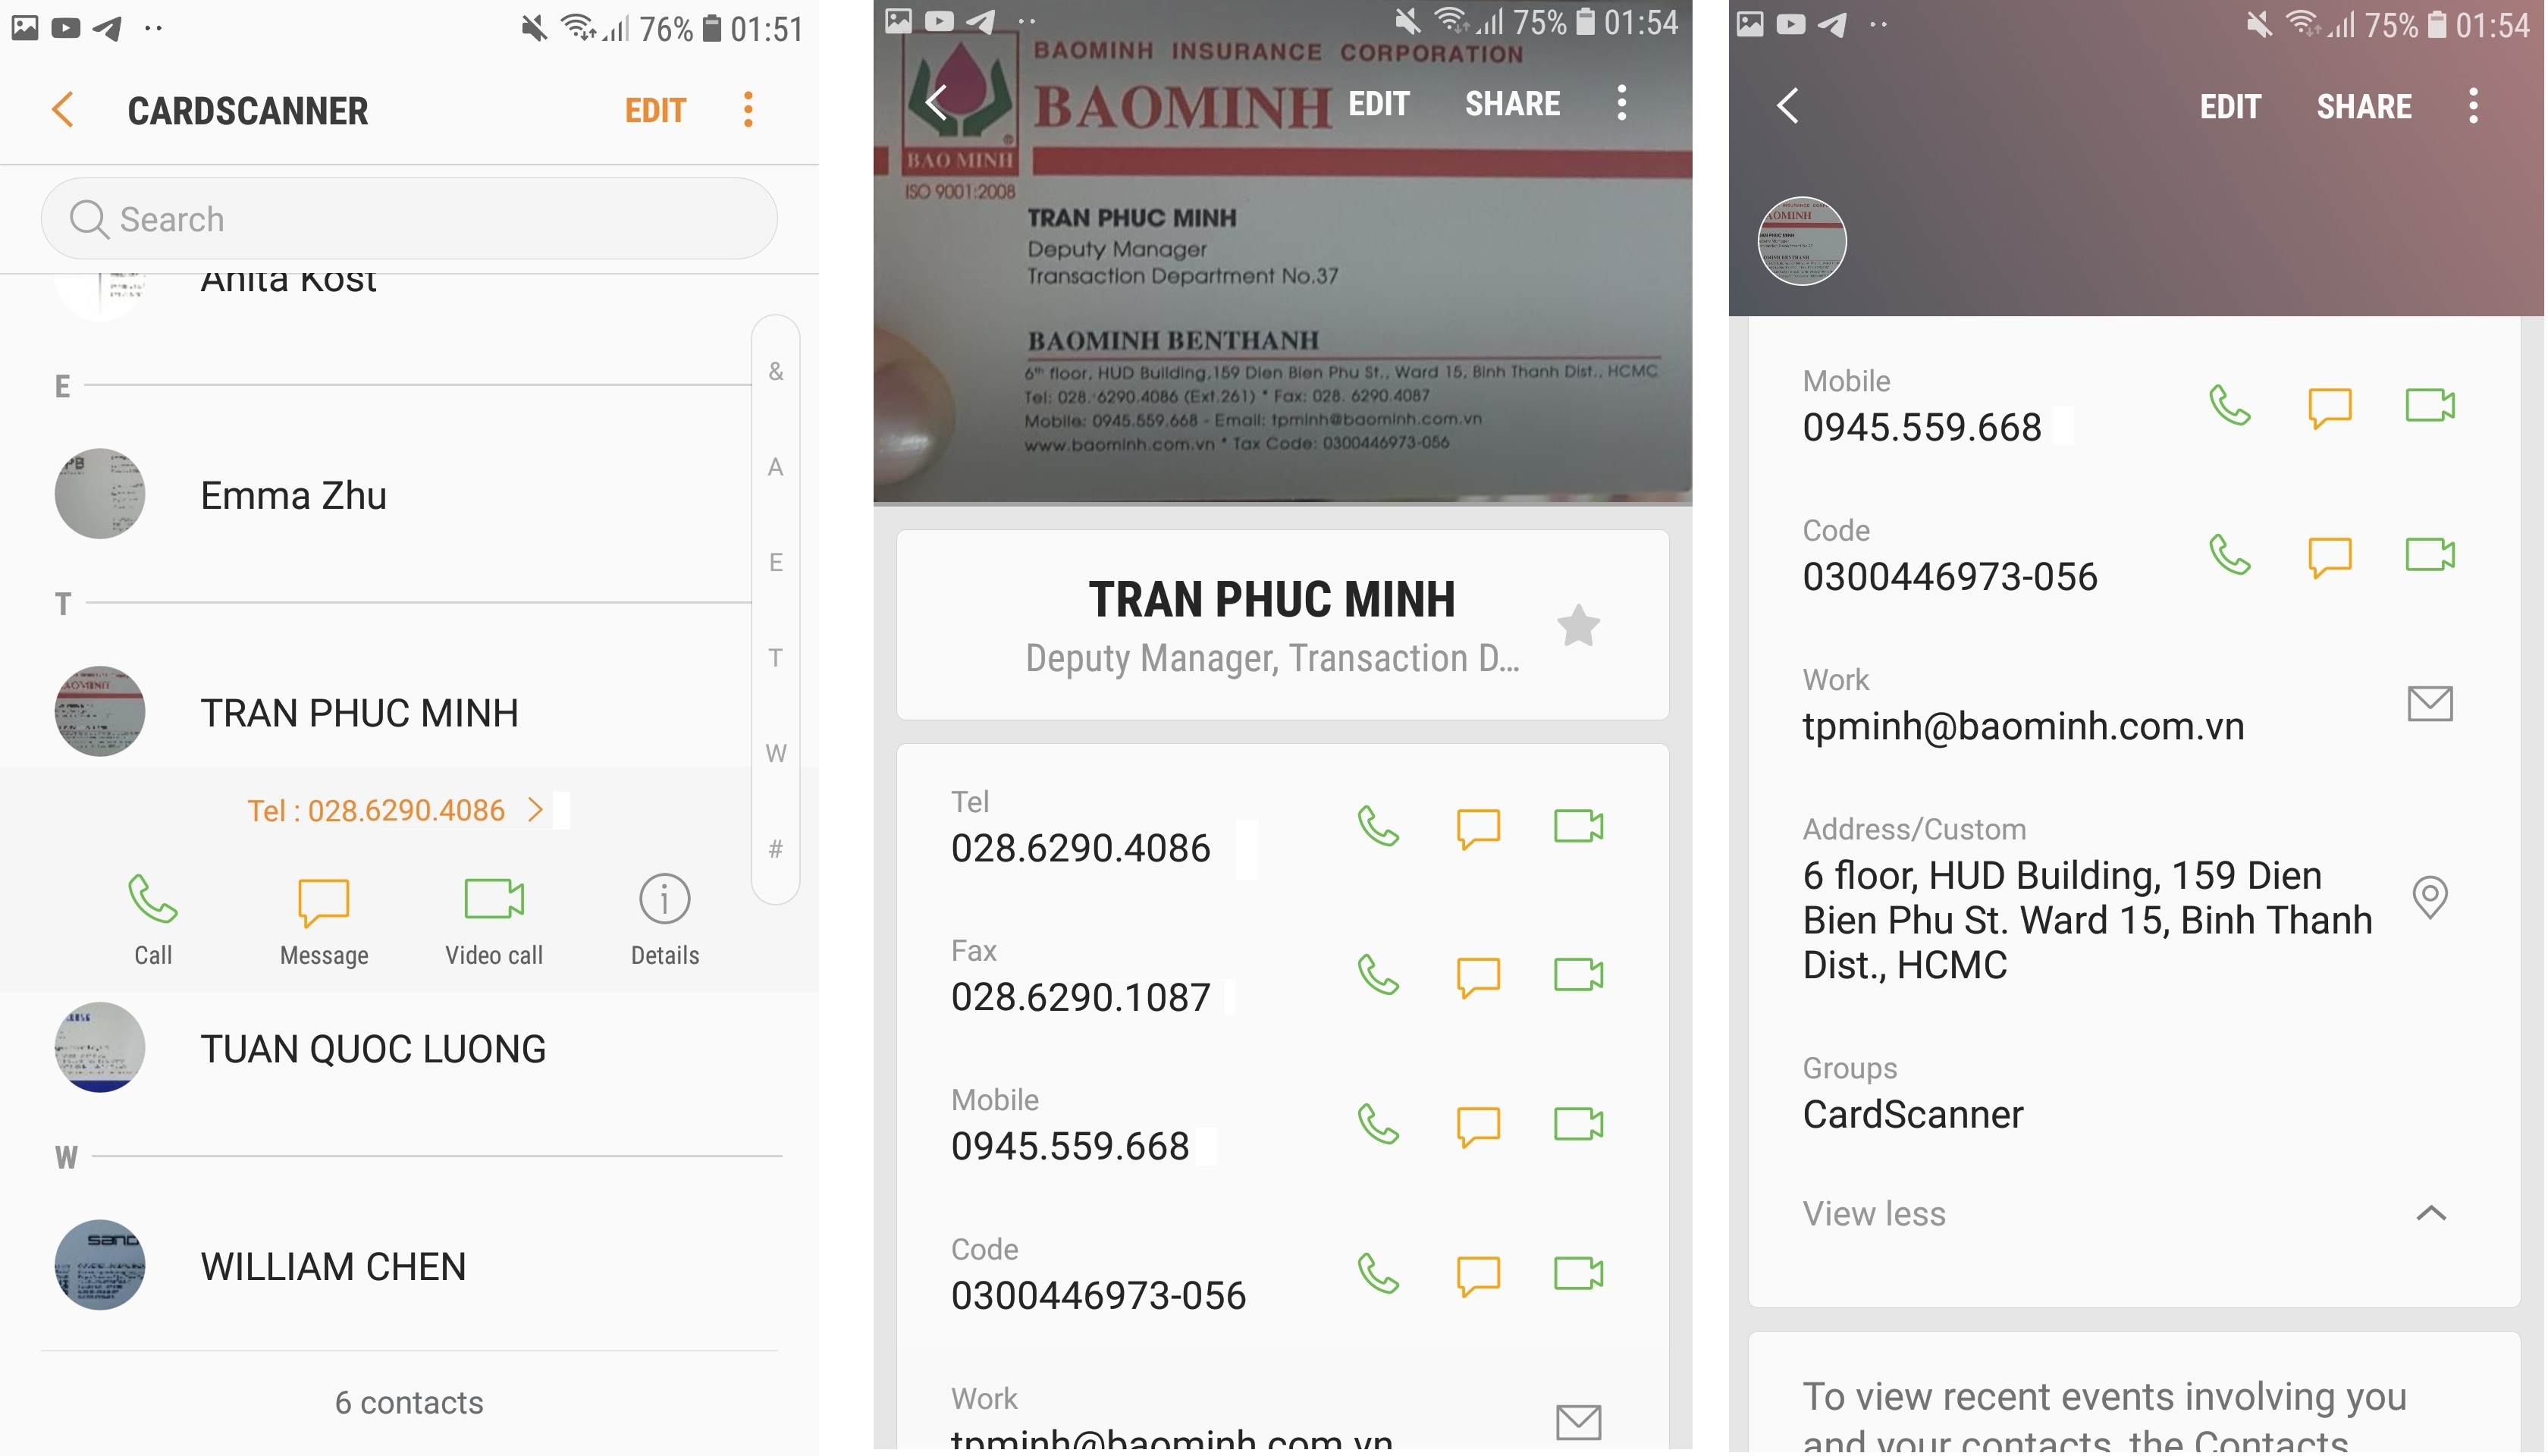 76% 01:51
CARDSCANNER
EDIT
Search
Anita Kost
E
Emma Zhu
T
TRAN PHUC MINH
Tel : 028.6290.4086
Call
Message
Video call
Details
TUAN QUOC LUONG
W
WILLIAM CHEN
6 contacts
&
A
E
T
W
#
75% 01:54
BAOMINH INSURANCE CORPORATION
BAOMINH
EDIT
SHARE
BAO MINH
ISO 9001:2008
TRAN PHUC MINH
Deputy Manager
Transaction Department No.37
BAOMINH BENTHANH
6th floor, HUD Building,159 Dien Bien Phu St., Ward 15, Binh Thanh Dist., HCMC
Tel: 028. 6290.4086 (Ext.261) * Fax: 028. 6290.4087
Mobile: 0945.559.668 - Email: tpminh@baominh.com.vn
www.baominh.com.vn * Tax Code: 0300446973-056
TRAN PHUC MINH
Deputy Manager, Transaction D...
Tel
028.6290.4086
Fax
028.6290.1087
Mobile
0945.559.668
Code
0300446973-056
Work
tpminh@baominh.com.vn
75% 01:54
EDIT
SHARE
Mobile
0945.559.668
Code
0300446973-056
Work
tpminh@baominh.com.vn
Address/Custom
6 floor, HUD Building, 159 Dien
Bien Phu St. Ward 15, Binh Thanh
Dist., HCMC
Groups
CardScanner
View less
To view recent events involving you
and your contacts, the Contacts